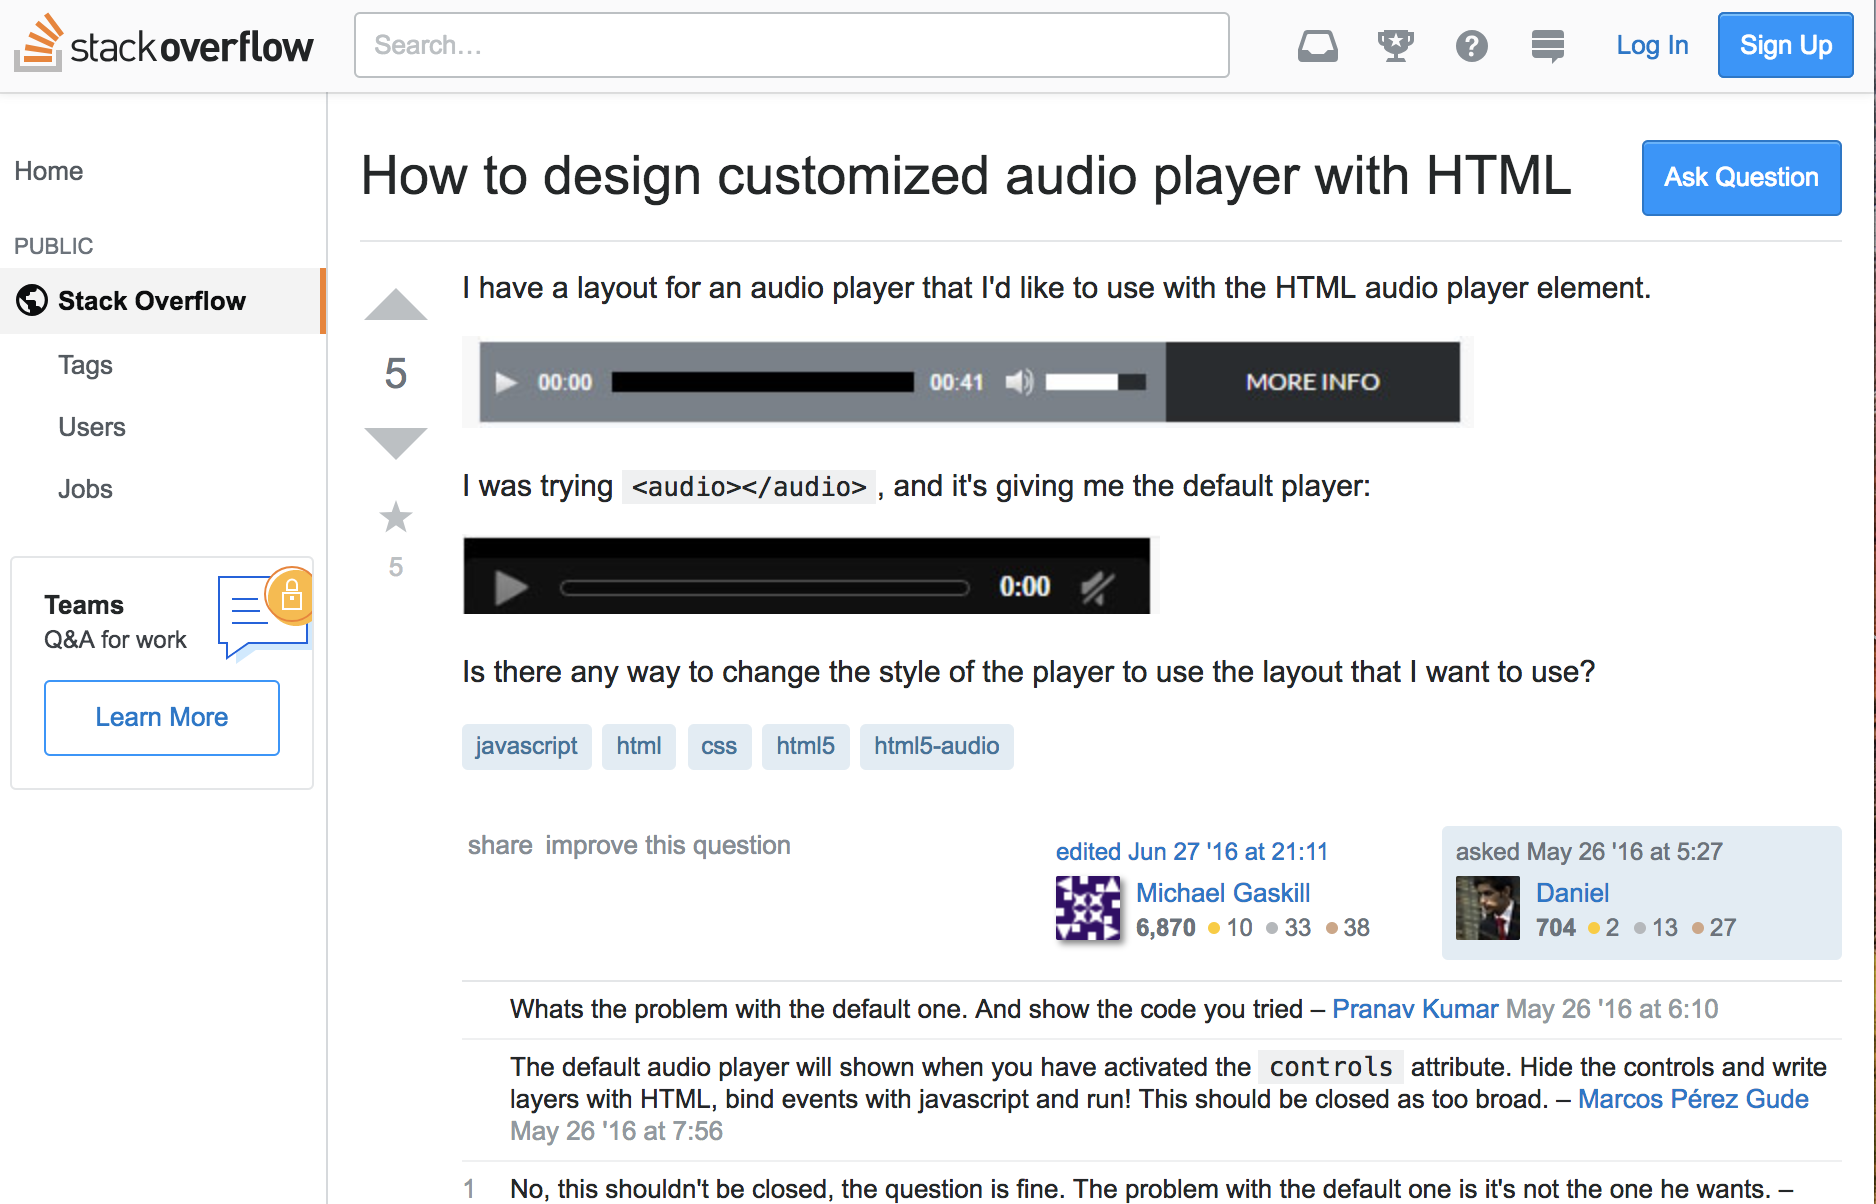 stackoverflow
Search...
Log In
Sign Up
Home
PUBLIC
Stack Overflow
Tags
Users
Jobs
Teams
Q&A for work
Learn More
How to design customized audio player with HTML
Ask Question
5
5
I have a layout for an audio player that I'd like to use with the HTML audio player element.
00:00 00:41 MORE INFO
I was trying <audio></audio>, and it's giving me the default player:
0:00
Is there any way to change the style of the player to use the layout that I want to use?
javascript html css html5 html5-audio
share improve this question
edited Jun 27 '16 at 21:11
Michael Gaskill
6,870 10 33 38
asked May 26 '16 at 5:27
Daniel
704 2 13 27
Whats the problem with the default one. And show the code you tried – Pranav Kumar May 26 '16 at 6:10
The default audio player will shown when you have activated the controls attribute. Hide the controls and write
layers with HTML, bind events with javascript and run! This should be closed as too broad. – Marcos Pérez Gude
May 26 '16 at 7:56
1 No, this shouldn't be closed, the question is fine. The problem with the default one is it's not the one he wants. –